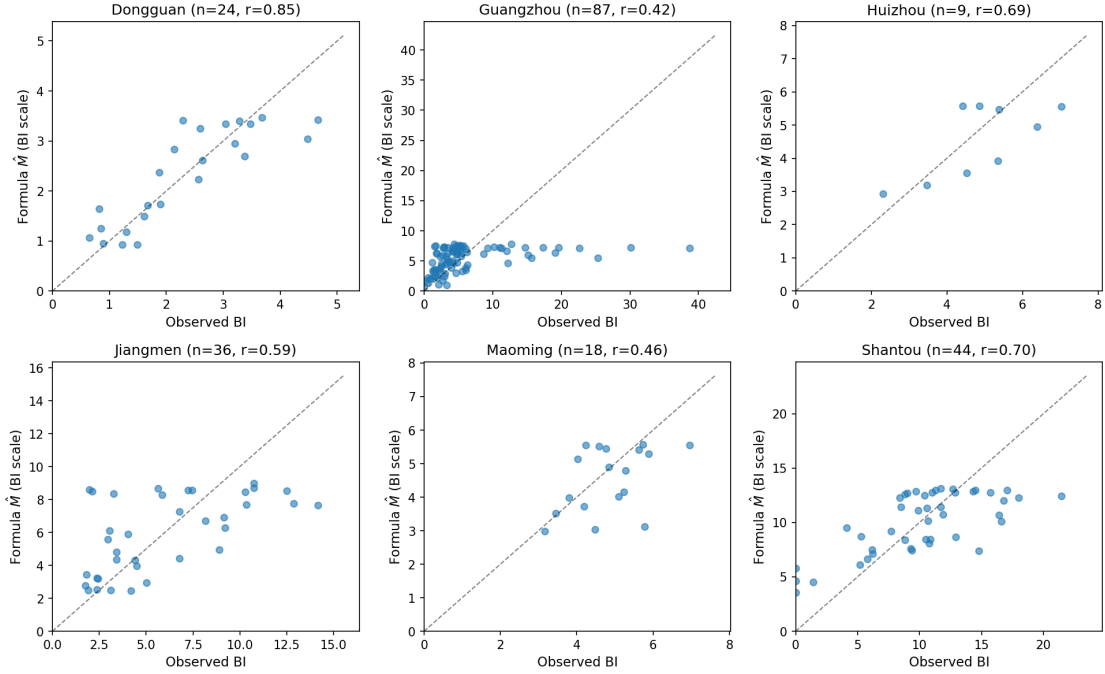 Dongguan (n=24, r=0.85)
Formula M̂ (BI scale)
5
4
3
2
1
0
0 1 2 3 4 5
Observed BI
Guangzhou (n=87, r=0.42)
Formula M̂ (BI scale)
40
35
30
25
20
15
10
5
0
0 10 20 30 40
Observed BI
Huizhou (n=9, r=0.69)
Formula M̂ (BI scale)
8
7
6
5
4
3
2
1
0
0 2 4 6 8
Observed BI
Jiangmen (n=36, r=0.59)
Formula M̂ (BI scale)
16
14
12
10
8
6
4
2
0
0.0 2.5 5.0 7.5 10.0 12.5 15.0
Observed BI
Maoming (n=18, r=0.46)
Formula M̂ (BI scale)
8
7
6
5
4
3
2
1
0
0 2 4 6 8
Observed BI
Shantou (n=44, r=0.70)
Formula M̂ (BI scale)
20
15
10
5
0
0 5 10 15 20
Observed BI